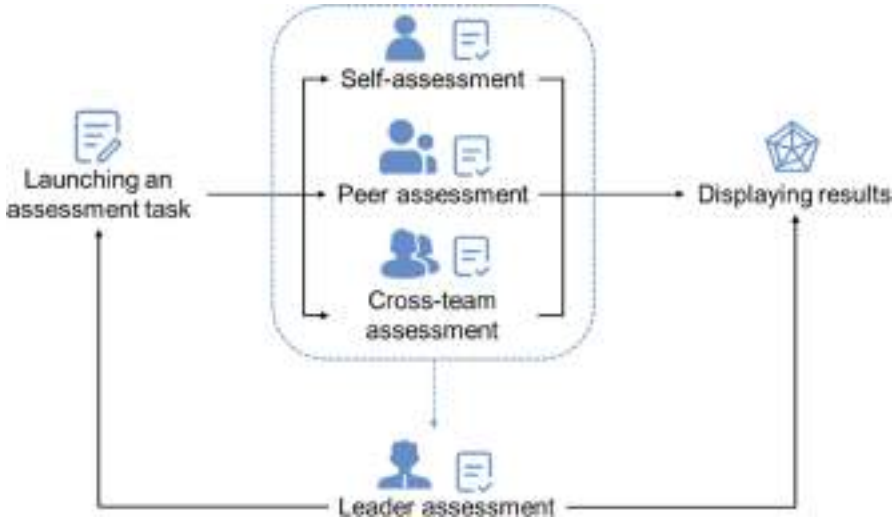 Self-assessment
Launching an
assessment task
Peer assessment
Displaying results
Cross-team
assessment
Leader assessment